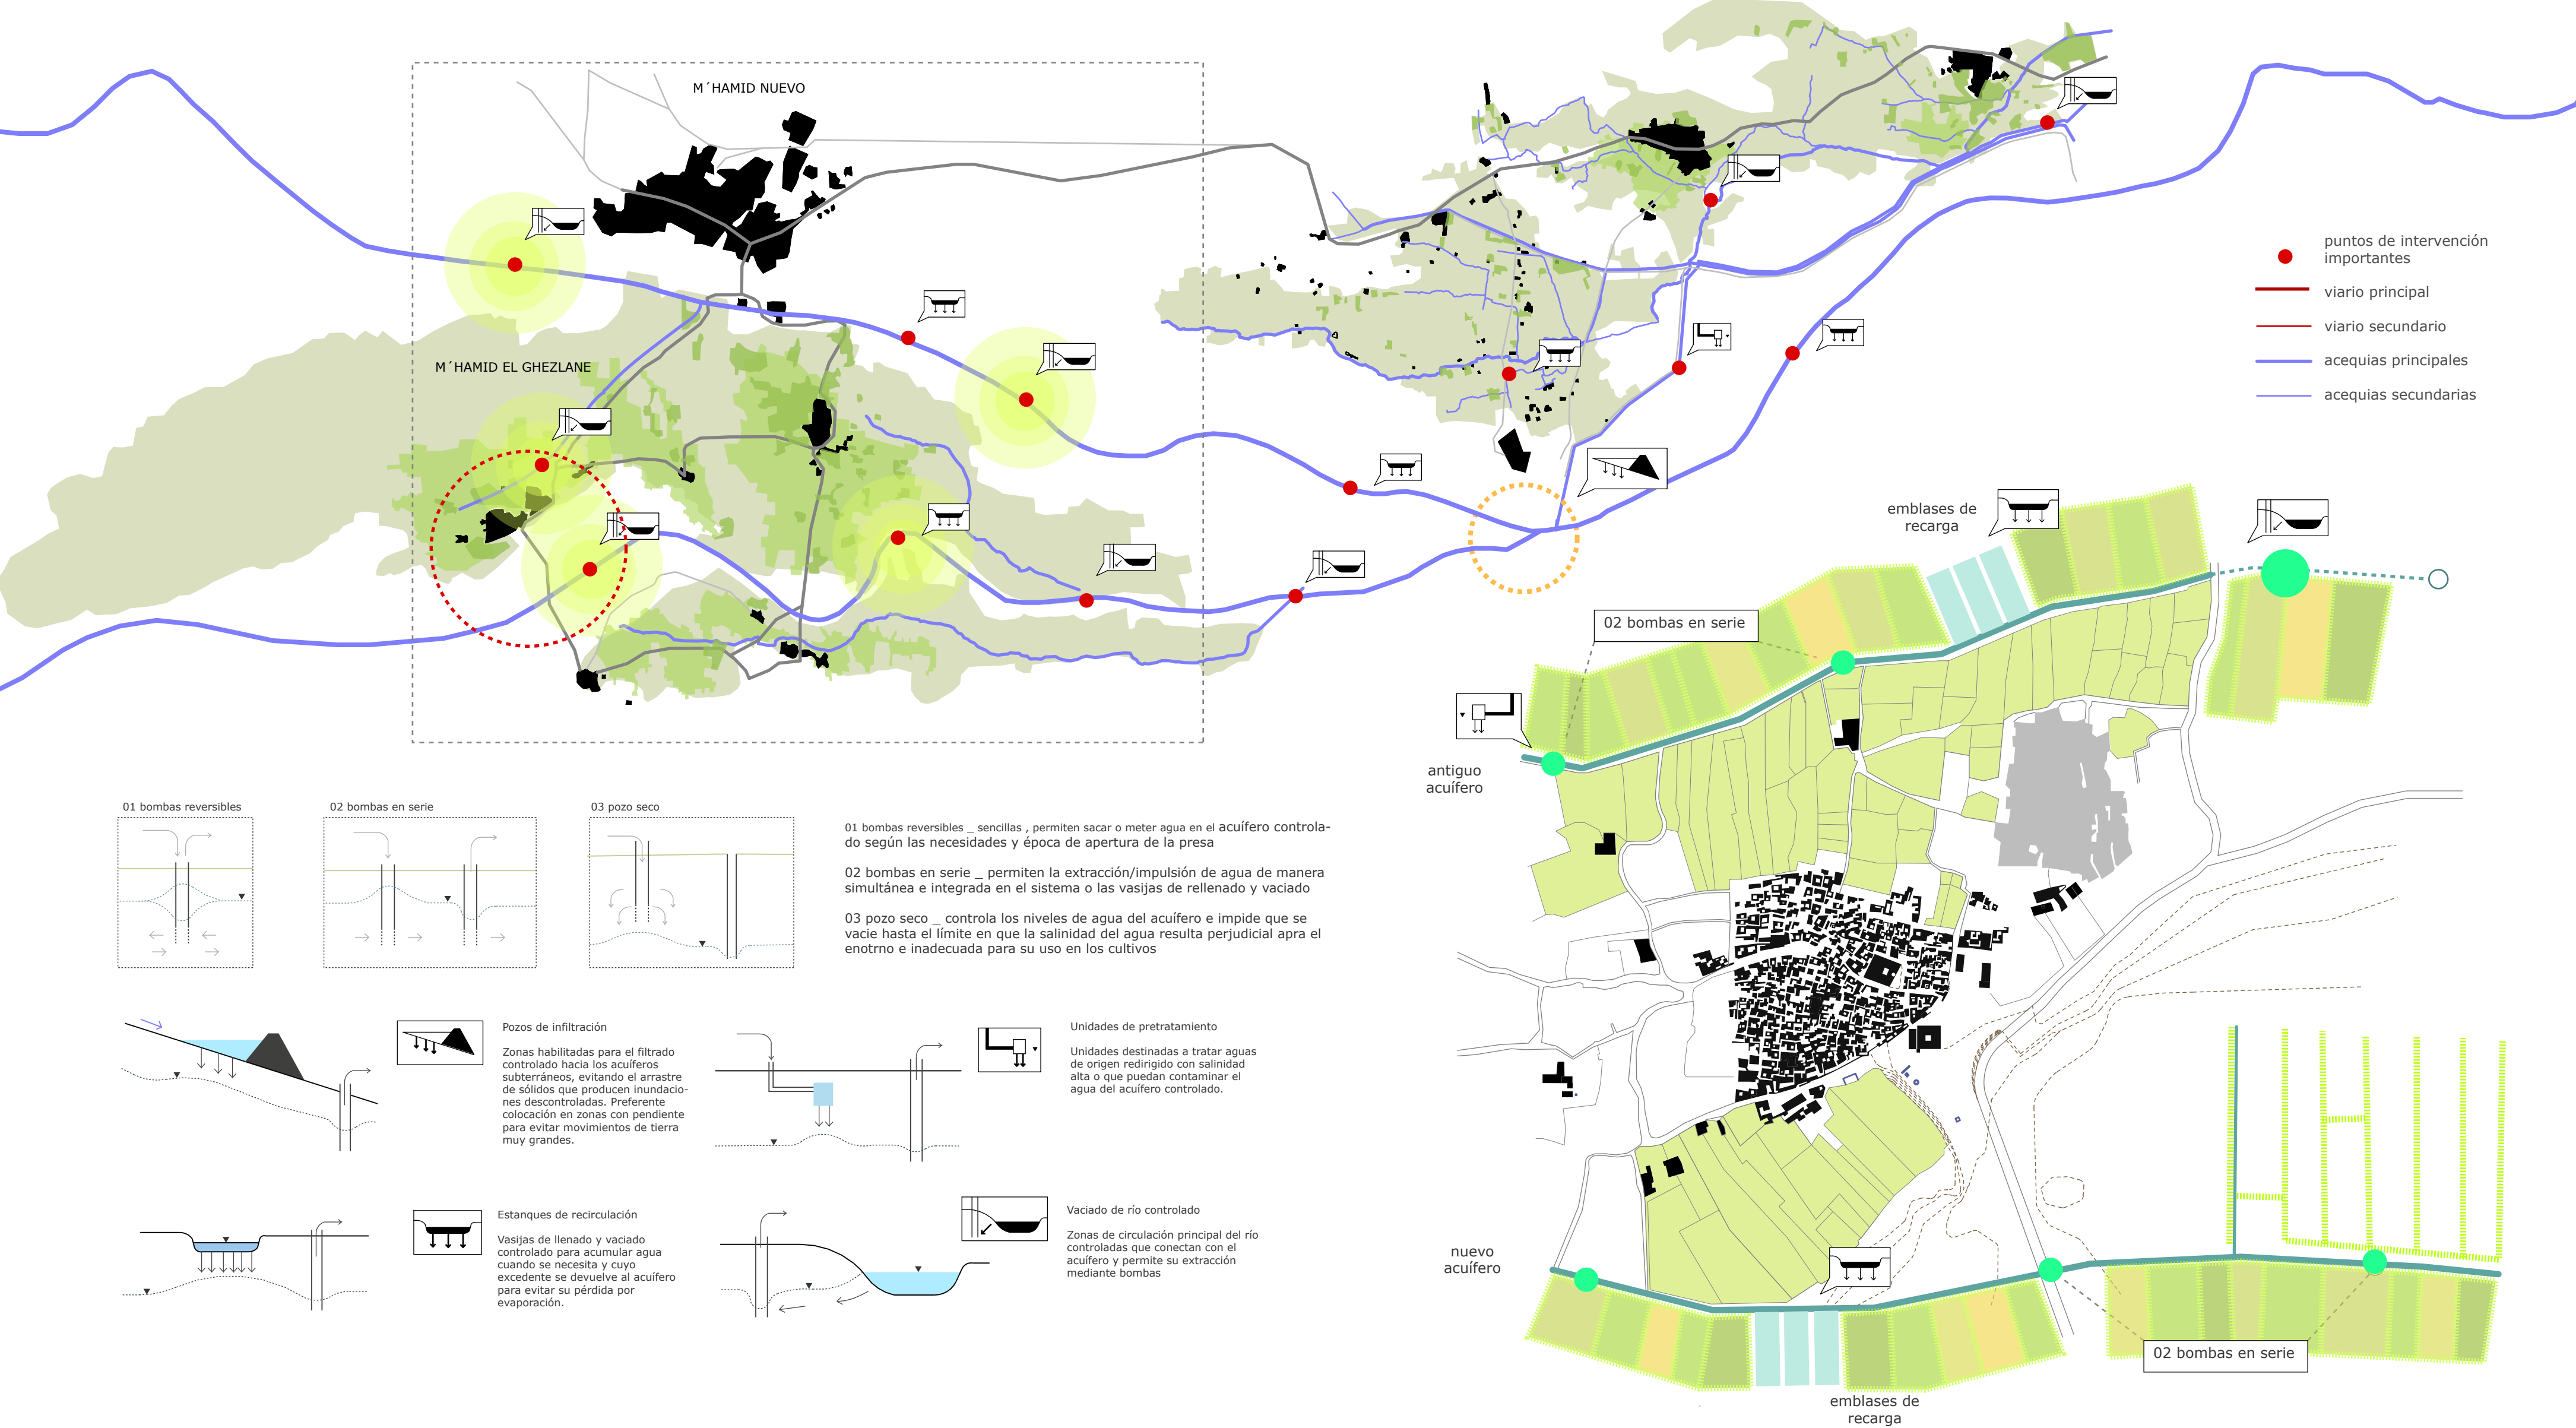 M´HAMID NUEVO
M´HAMID EL GHEZLANE
puntos de intervención
importantes
viario principal
viario secundario
acequias principales
acequias secundarias
emblases de
recarga
02 bombas en serie
antiguo
acuífero
01 bombas reversibles
02 bombas en serie
03 pozo seco
01 bombas reversibles _ sencillas , permiten sacar o meter agua en el acuífero controla-
do según las necesidades y época de apertura de la presa
02 bombas en serie _ permiten la extracción/impulsión de agua de manera
simultánea e integrada en el sistema o las vasijas de rellenado y vaciado
03 pozo seco _ controla los niveles de agua del acuífero e impide que se
vacie hasta el límite en que la salinidad del agua resulta perjudicial apra el
enotrno e inadecuada para su uso en los cultivos
Pozos de infiltración
Zonas habilitadas para el filtrado
controlado hacia los acuíferos
subterráneos, evitando el arrastre
de sólidos que producen inundacio-
nes descontroladas. Preferente
colocación en zonas con pendiente
para evitar movimientos de tierra
muy grandes.
Unidades de pretratamiento
Unidades destinadas a tratar aguas
de origen redirigido con salinidad
alta o que puedan contaminar el
agua del acuífero controlado.
Estanques de recirculación
Vasijas de llenado y vaciado
controlado para acumular agua
cuando se necesita y cuyo
excedente se devuelve al acuífero
para evitar su pérdida por
evaporación.
Vaciado de río controlado
Zonas de circulación principal del río
controladas que conectan con el
acuífero y permite su extracción
mediante bombas
nuevo
acuífero
02 bombas en serie
emblases de
recarga